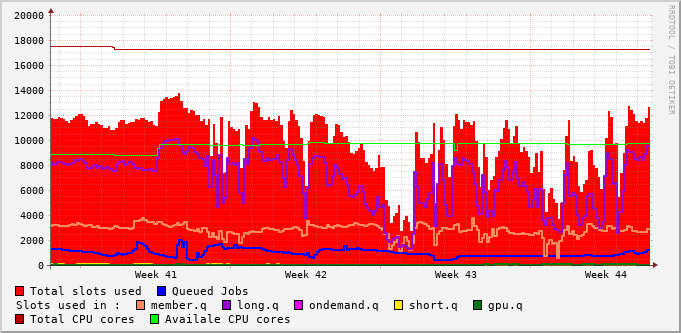 20000
18000
16000
14000
12000
10000
8000
6000
4000
2000
0
Week 41 Week 42 Week 43 Week 44
Total slots used Queued Jobs
Slots used in : member.q long.q ondemand.q short.q gpu.q
Total CPU cores Availale CPU cores
RRDTOOL / TOBI OETIKER